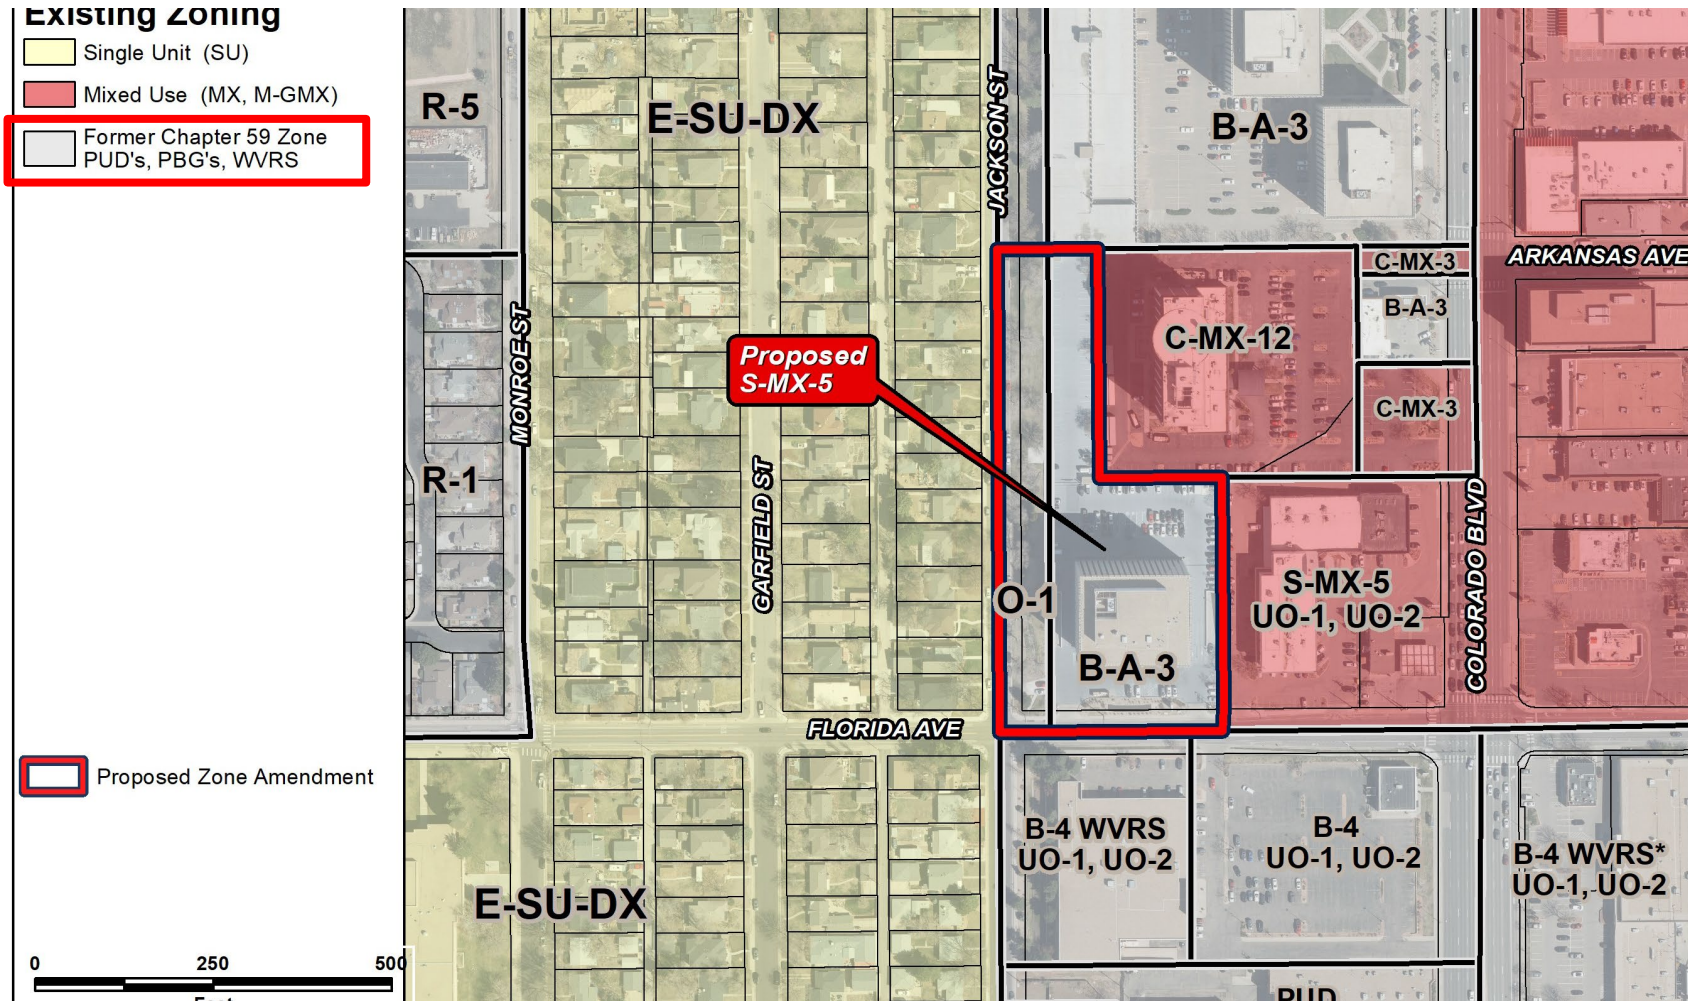 Existing Zoning
Single Unit (SU)
Mixed Use (MX, M-GMX)
Former Chapter 59 Zone
PUD's, PBG's, WVRS
Proposed Zone Amendment
0 250 500
R-5
E-SU-DX
JACKSON ST
B-A-3
ARKANSAS AVE
C-MX-3
B-A-3
C-MX-12
C-MX-3
MONROE ST
Proposed
S-MX-5
R-1
GARFIELD ST
COLORADO BLVD
S-MX-5
UO-1, UO-2
O-1
B-A-3
FLORIDA AVE
B-4 WVRS
UO-1, UO-2
B-4
UO-1, UO-2
B-4 WVRS*
UO-1, UO-2
E-SU-DX
PUD